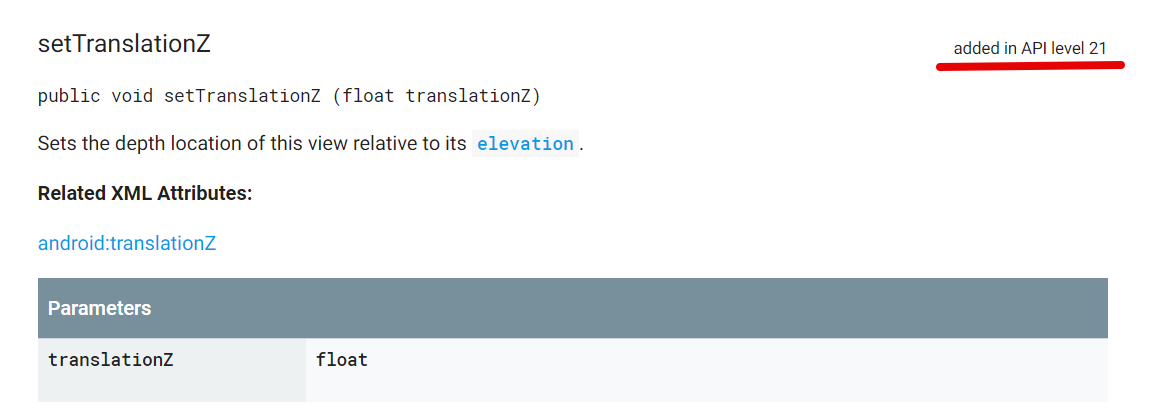 setTranslationZ
added in API level 21
public void setTranslationZ (float translationZ)
Sets the depth location of this view relative to its elevation.
Related XML Attributes:
android:translationZ
Parameters
translationZ float